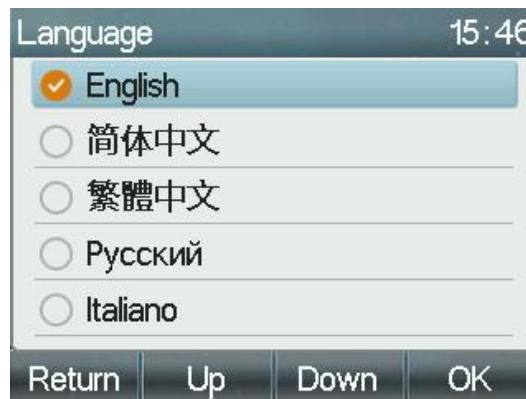 Language 15:46
English
简体中文
繁體中文
Русский
Italiano
Return Up Down OK